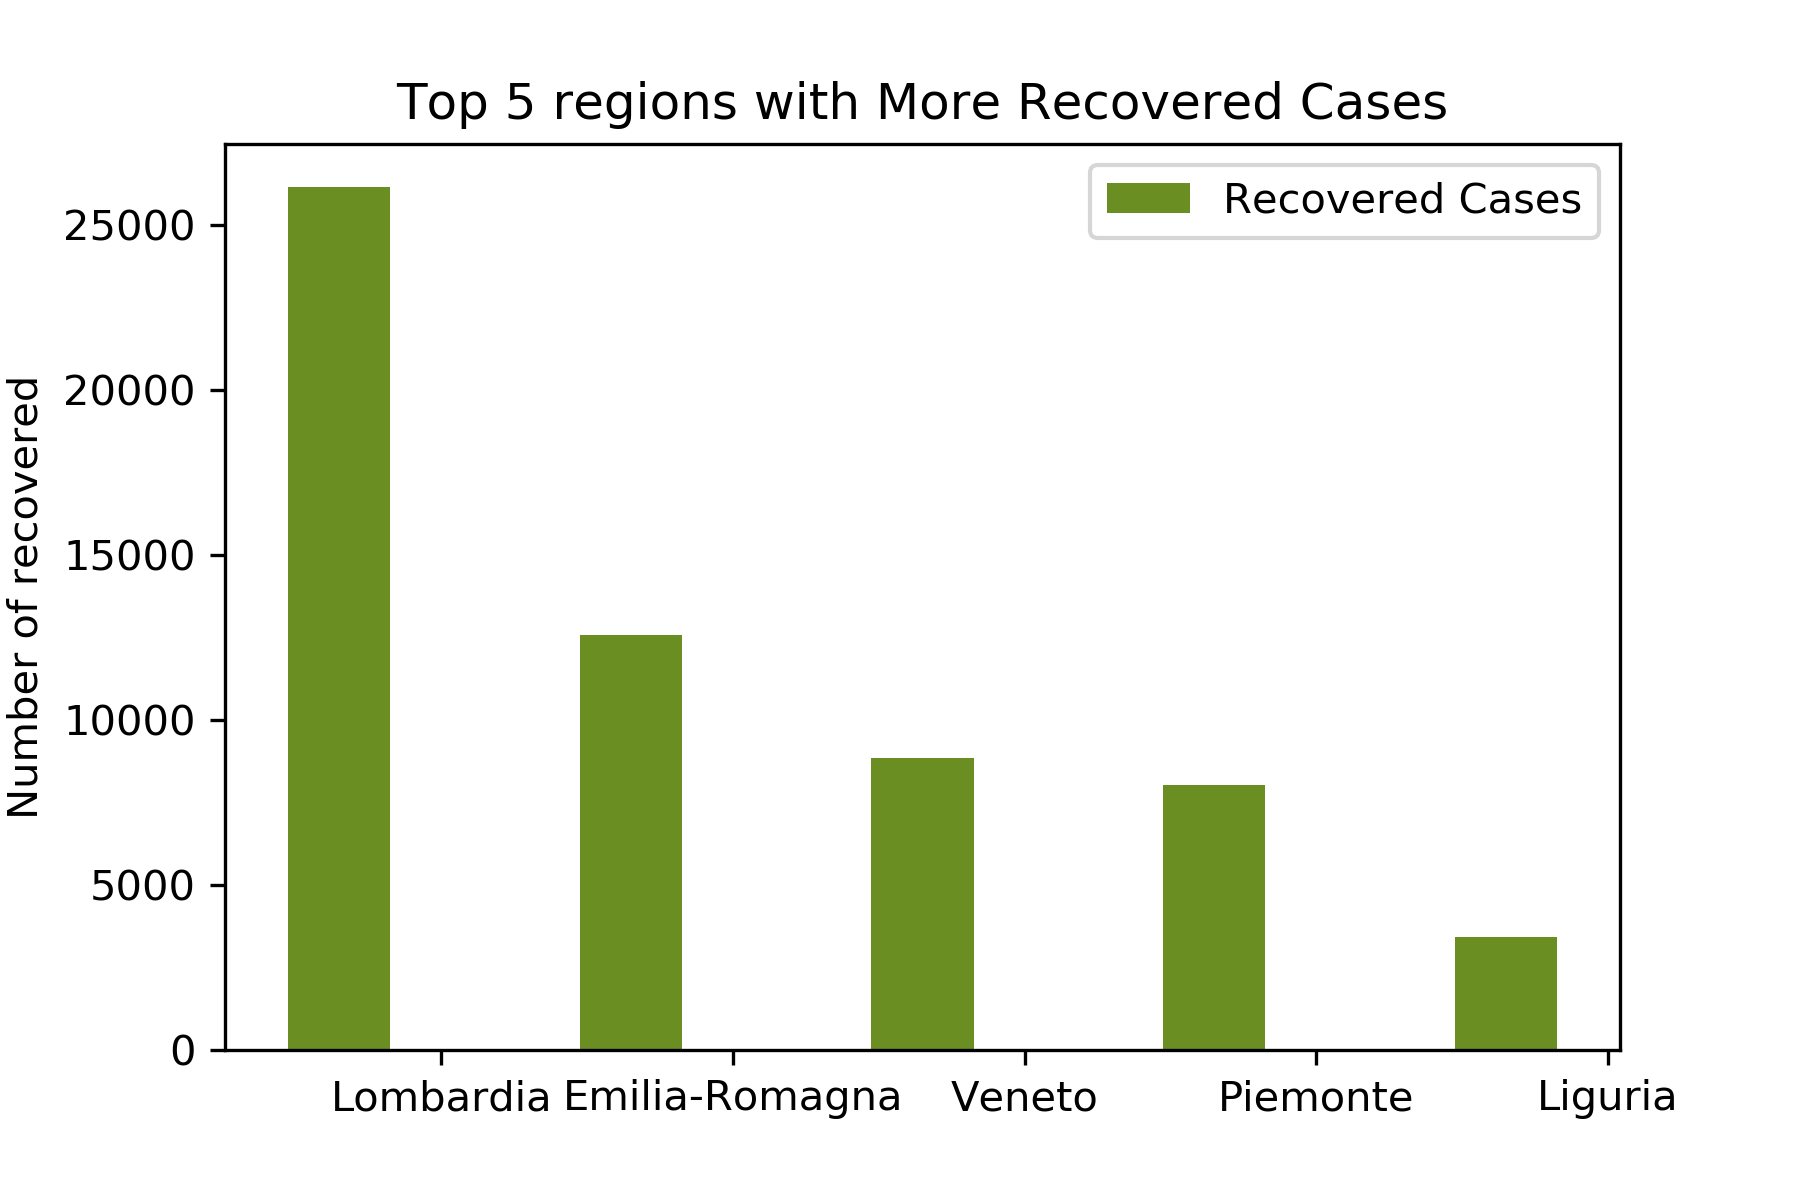 Top 5 regions with More Recovered Cases
Recovered Cases
Number of recovered
25000
20000
15000
10000
5000
0
Lombardia Emilia-Romagna Veneto Piemonte Liguria